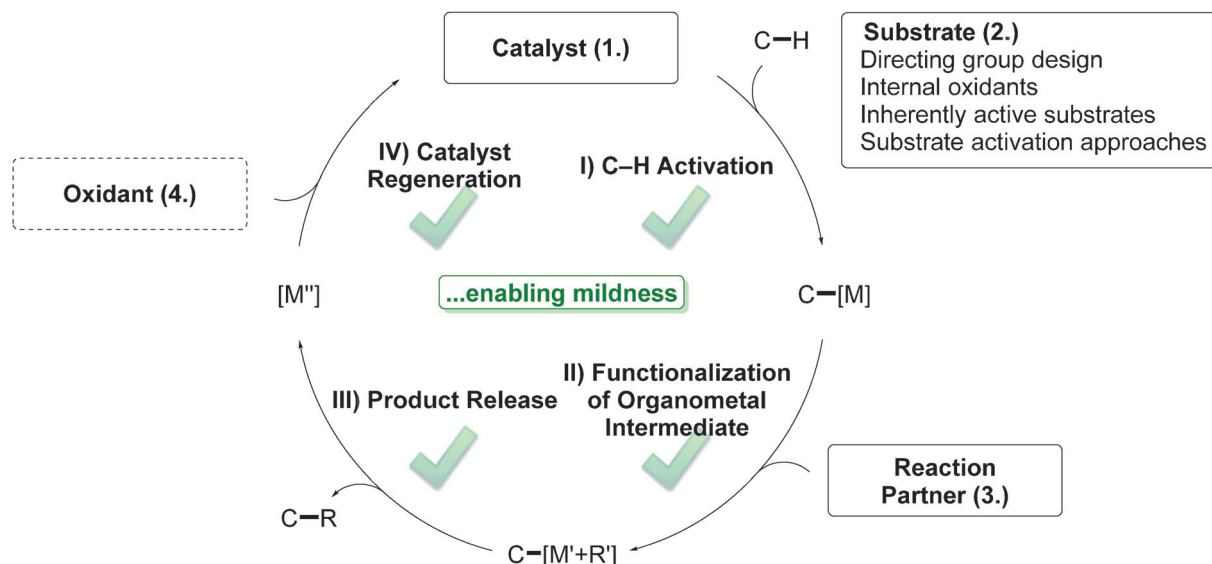 Catalyst (1.)
C–H
Substrate (2.)
Directing group design
Internal oxidants
Inherently active substrates
Substrate activation approaches
IV) Catalyst
Regeneration
I) C–H Activation
Oxidant (4.)
[M'']
...enabling mildness
C–[M]
III) Product Release
II) Functionalization
of Organometal
Intermediate
Reaction
Partner (3.)
C–R
C–[M'+R']